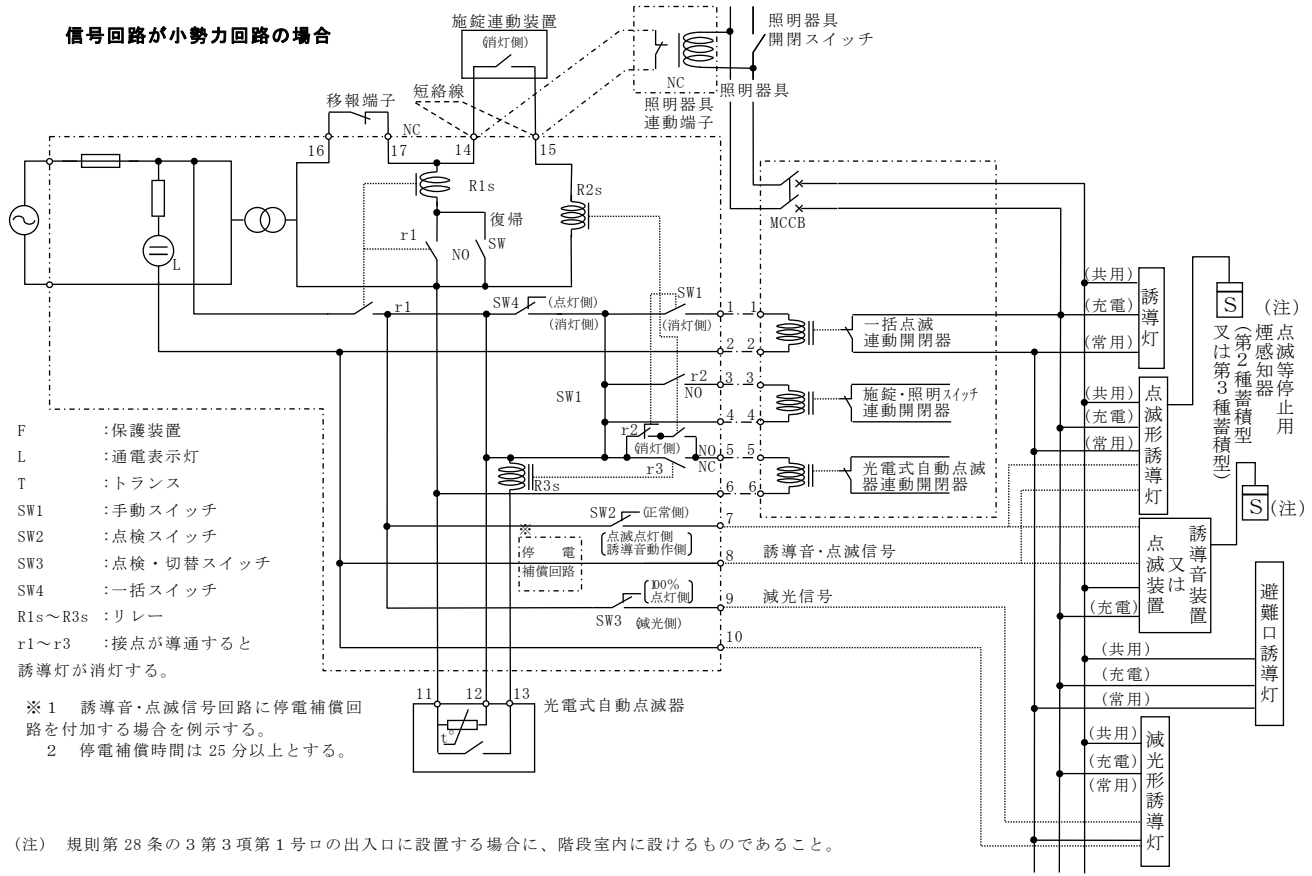 信号回路が小勢力回路の場合
施錠連動装置
(消灯側)
照明器具
開閉スイッチ
NC
照明器具
連動端子
照明器具
移報端子
短絡線
NC
16
17
14
15
R1s
R2s
復帰
r1
NO
SW
L
MCCB
r1
SW4
(点灯側)
(消灯側)
SW1
(消灯側)
1
1
2
2
一括点滅
連動開閉器
SW1
r2
NO
3
3
4
4
施錠・照明スイッチ
連動開閉器
r2
(消灯側)
NO
NC
5
5
r3
R3s
6
6
光電式自動点滅
器連動開閉器
SW2
(正常側)
7
点滅点灯側
誘導音動作側
※
停 電
補償回路
8
誘導音・点滅信号
100%
点灯側
SW3
(減光側)
9
減光信号
10
11
12
13
光電式自動点滅器
t°
(共用)
(充電)
(常用)
誘導灯
(共用)
(充電)
(常用)
点滅形誘導灯
S
(注)
点滅等停止用
煙感知器
(第2種蓄積型
又は第3種蓄積型)
S
(注)
誘導音装置
又は
点滅装置
(充電)
(共用)
(充電)
(常用)
避難口誘導灯
(共用)
(充電)
(常用)
減光形誘導灯
F :保護装置
L :通電表示灯
T :トランス
SW1 :手動スイッチ
SW2 :点検スイッチ
SW3 :点検・切替スイッチ
SW4 :一括スイッチ
R1s～R3s :リレー
r1～r3 :接点が導通すると
誘導灯が消灯する。
※1 誘導音・点滅信号回路に停電補償回
路を付加する場合を例示する。
2 停電補償時間は25分以上とする。
(注) 規則第28条の3第3項第1号ロの出入口に設置する場合に、階段室内に設けるものであること。